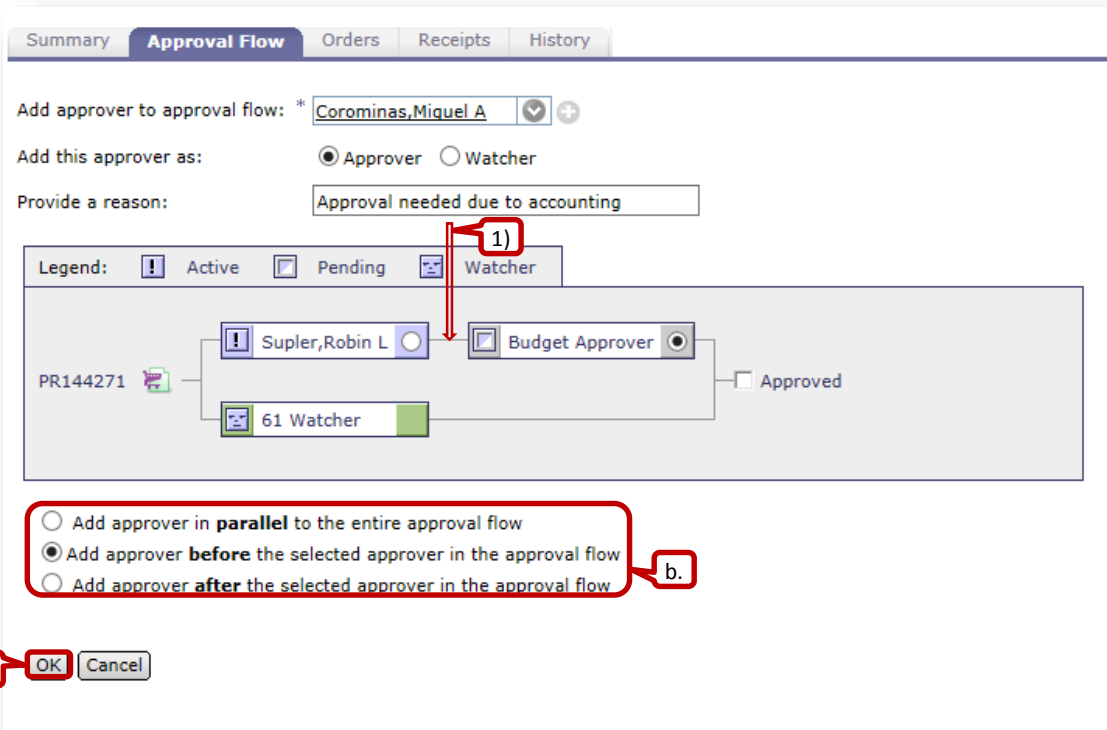 Summary Approval Flow Orders Receipts History
Add approver to approval flow: * Corominas,Miguel A
Add this approver as: Approver Watcher
Provide a reason: Approval needed due to accounting
1)
Legend: ! Active Pending Watcher
! Supler,Robin L Budget Approver
PR144271 Approved
61 Watcher
Add approver in parallel to the entire approval flow
Add approver before the selected approver in the approval flow
b.
Add approver after the selected approver in the approval flow
OK Cancel